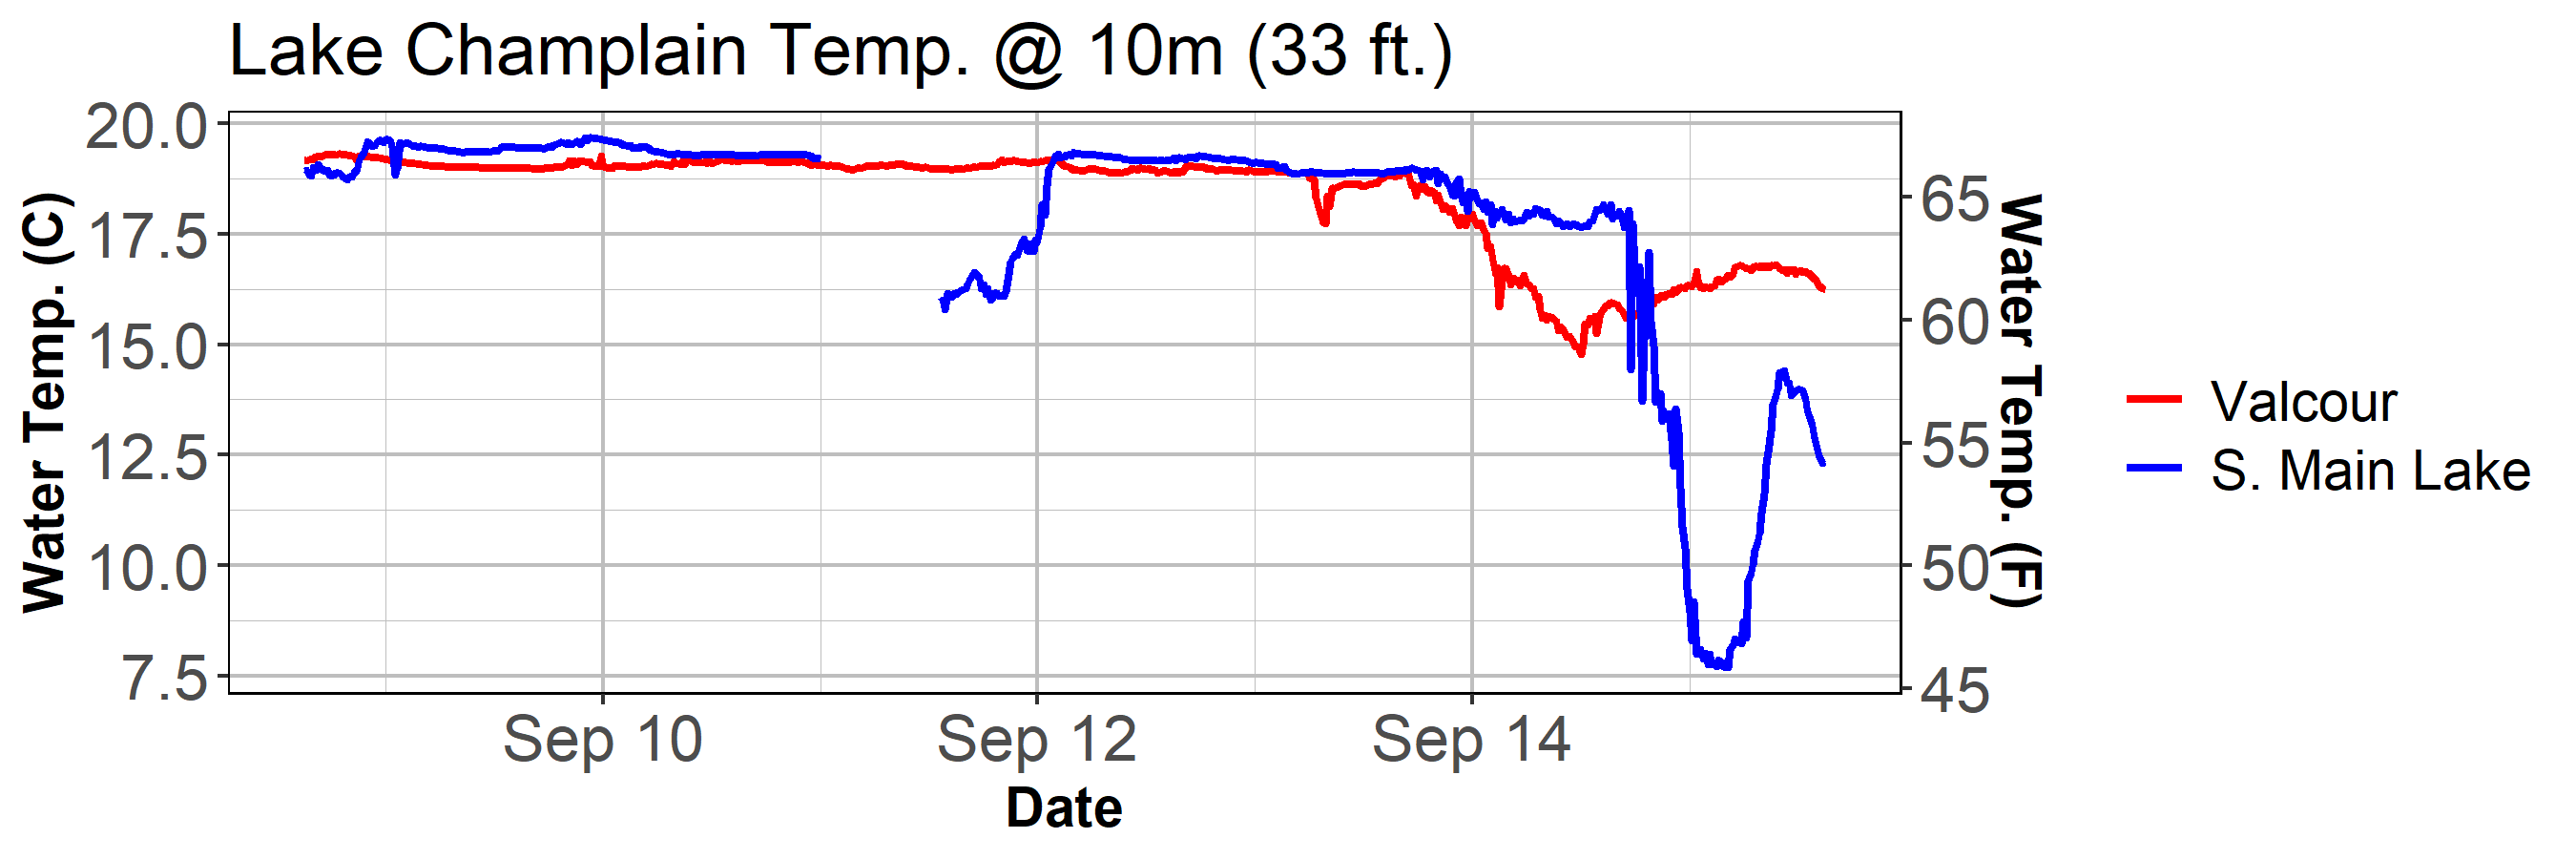 Lake Champlain Temp. @ 10m (33 ft.)
20.0
17.5
15.0
12.5
10.0
7.5
Water Temp. (C)
65
60
55
50
45
Water Temp. (F)
Sep 10
Sep 12
Sep 14
Date
Valcour
S. Main Lake